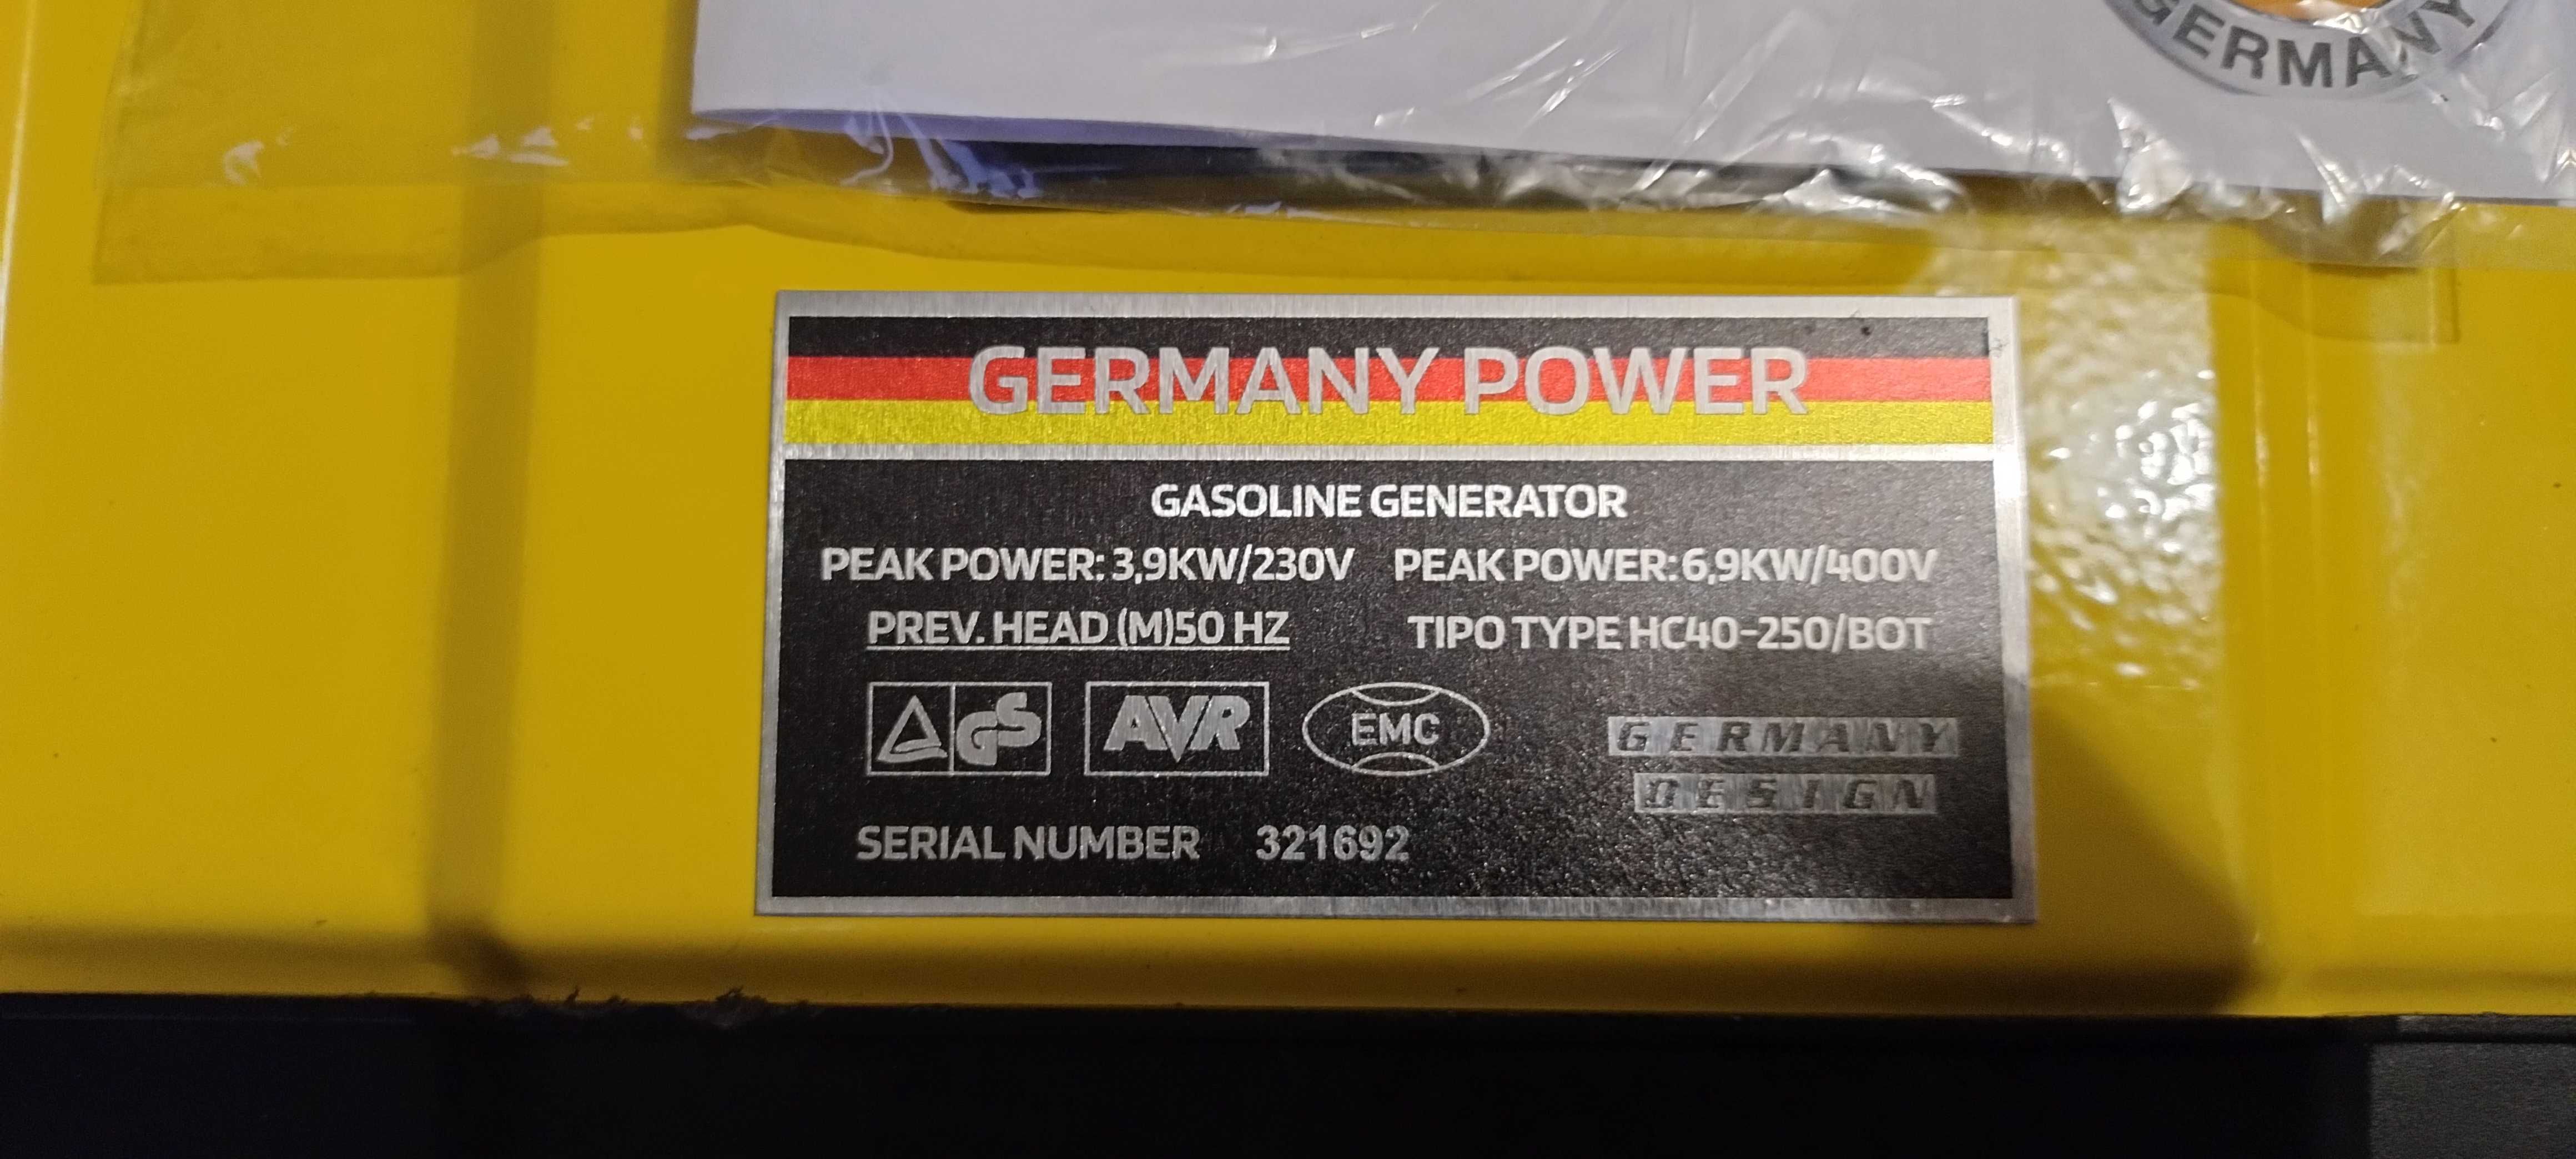 GERMANY
GERMANY POWER
GASOLINE GENERATOR
PEAK POWER: 3,9KW/230V PEAK POWER: 6,9KW/400V
PREV. HEAD (M)50 HZ TIPO TYPE HC40-250/BOT
GS AVR EMC GERMANY
DESIGN
SERIAL NUMBER 321692